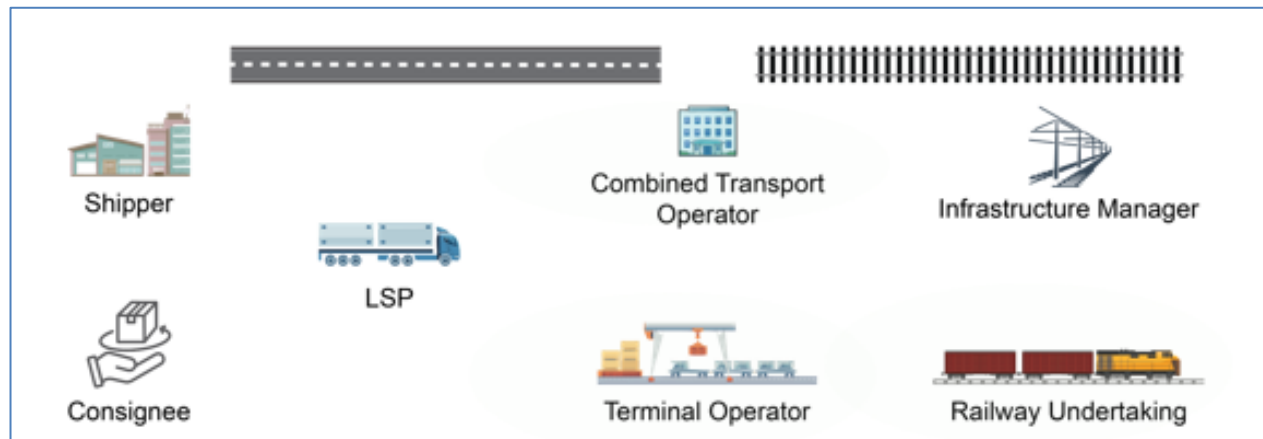 Shipper
Combined Transport
Operator
Infrastructure Manager
LSP
Consignee
Terminal Operator
Railway Undertaking